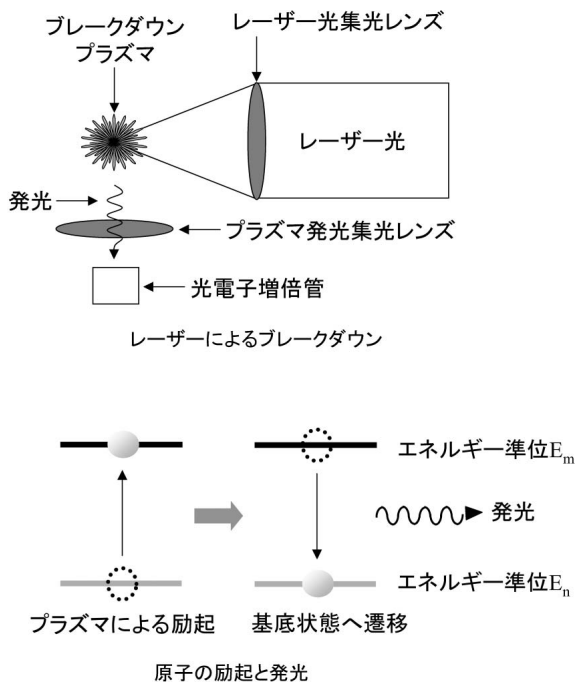 ブレークダウン
プラズマ
レーザー光集光レンズ
レーザー光
発光
プラズマ発光集光レンズ
光電子増倍管
レーザーによるブレークダウン
エネルギー準位Em
発光
エネルギー準位En
プラズマによる励起
基底状態へ遷移
原子の励起と発光